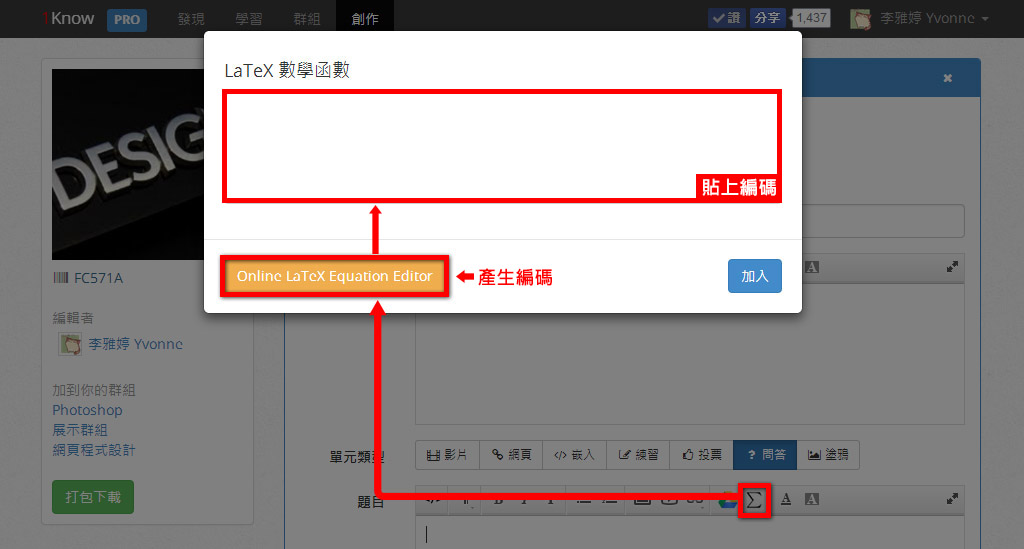 1Know PRO 發現 學習 群組 創作 讚 分享 1,437 李雅婷 Yvonne
LaTeX 數學函數
DESIG
貼上編碼
Online LaTeX Equation Editor
產生編碼
加入
FC571A
編輯者
李雅婷 Yvonne
加到你的群組
Photoshop
展示群組
網頁程式設計
打包下載
單元類型 影片 網頁 嵌入 練習 投票 問答 塗鴉
題目